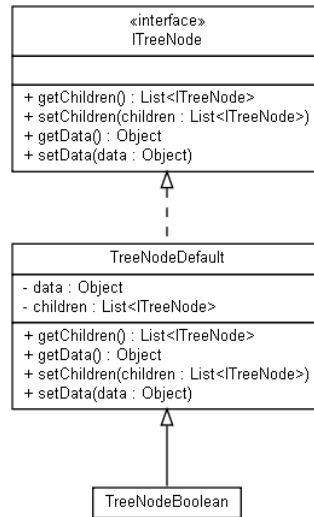 «interface»
ITreeNode
+ getChildren() : List<ITreeNode>
+ setChildren(children : List<ITreeNode>)
+ getData() : Object
+ setData(data : Object)
TreeNodeDefault
- data : Object
- children : List<ITreeNode>
+ getChildren() : List<ITreeNode>
+ getData() : Object
+ setChildren(children : List<ITreeNode>)
+ setData(data : Object)
TreeNodeBoolean